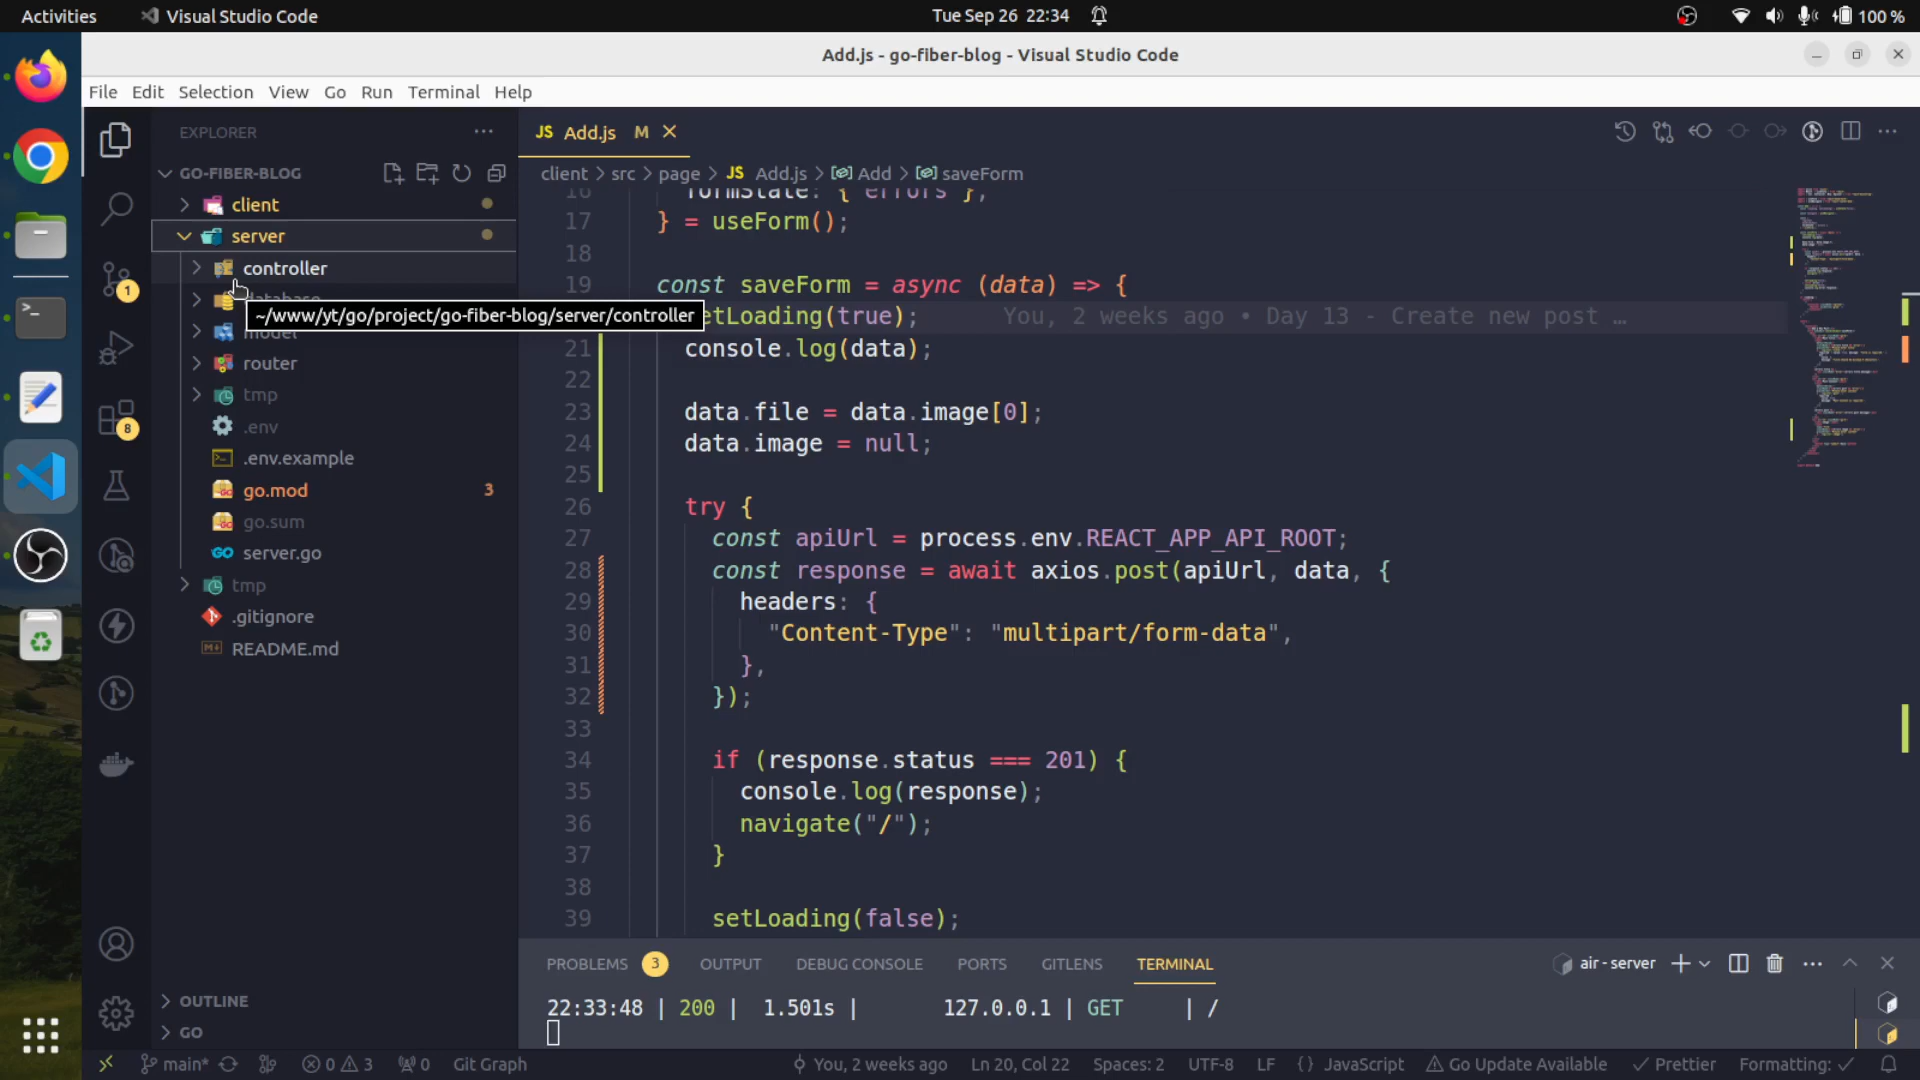 Activities
Visual Studio Code
Tue Sep 26 22:34
100 %
Add.js - go-fiber-blog - Visual Studio Code
File Edit Selection View Go Run Terminal Help
EXPLORER
GO-FIBER-BLOG
client
server
controller
~/www/yt/go/project/go-fiber-blog/server/controller
router
tmp
.env
.env.example
go.mod 3
go.sum
server.go
tmp
.gitignore
README.md
OUTLINE
GO
1
8
JS Add.js M
client > src > page > JS Add.js > Add > saveForm
16 formState: { errors },
17 } = useForm();
18
19 const saveForm = async (data) => {
etLoading(true); You, 2 weeks ago • Day 13 - Create new post …
21 console.log(data);
22
23 data.file = data.image[0];
24 data.image = null;
25
26 try {
27 const apiUrl = process.env.REACT_APP_API_ROOT;
28 const response = await axios.post(apiUrl, data, {
29 headers: {
30 "Content-Type": "multipart/form-data",
31 },
32 });
33
34 if (response.status === 201) {
35 console.log(response);
36 navigate("/");
37 }
38
39 setLoading(false);
PROBLEMS 3 OUTPUT DEBUG CONSOLE PORTS GITLENS TERMINAL
air - server
22:33:48 | 200 | 1.501s | 127.0.0.1 | GET | /
main* 0 3 0 Git Graph You, 2 weeks ago Ln 20, Col 22 Spaces: 2 UTF-8 LF {} JavaScript Go Update Available Prettier Formatting: